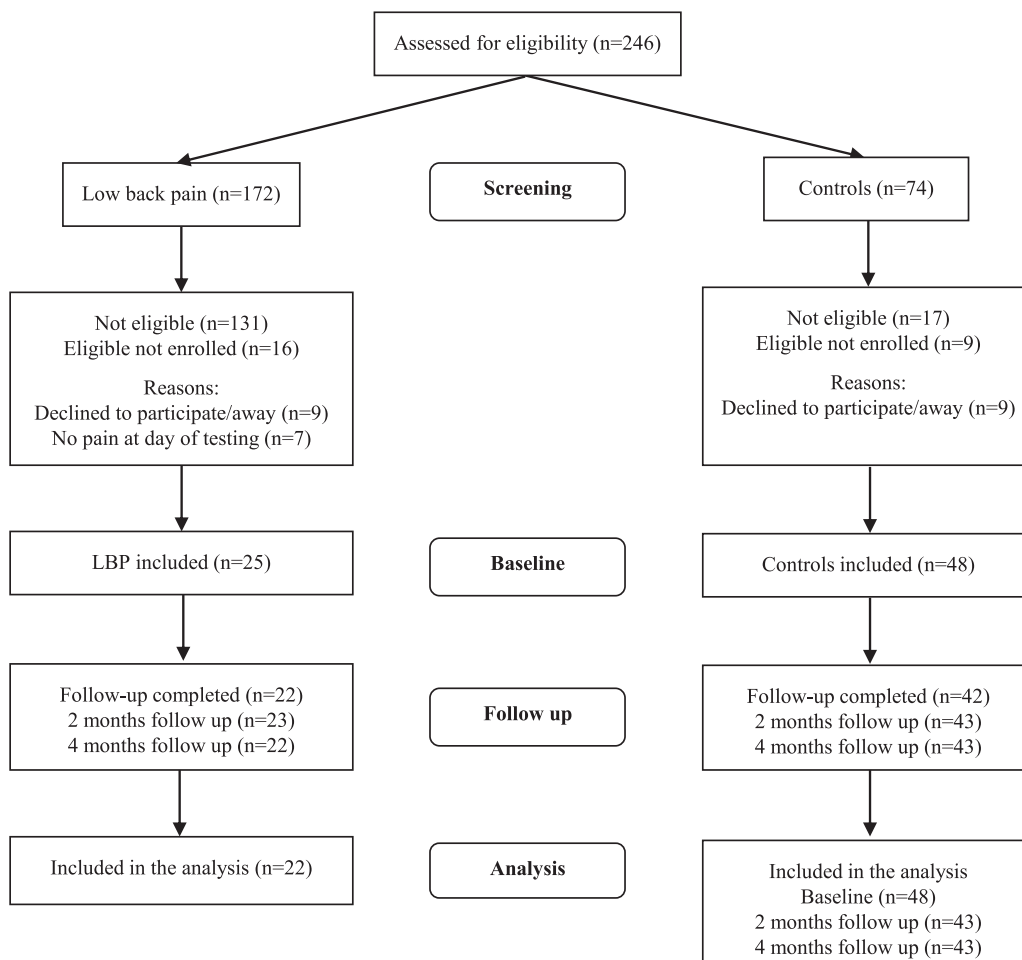 Assessed for eligibility (n=246)
Low back pain (n=172)
Screening
Controls (n=74)
Not eligible (n=131)
Eligible not enrolled (n=16)
Reasons:
Declined to participate/away (n=9)
No pain at day of testing (n=7)
Not eligible (n=17)
Eligible not enrolled (n=9)
Reasons:
Declined to participate/away (n=9)
LBP included (n=25)
Baseline
Controls included (n=48)
Follow-up completed (n=22)
2 months follow up (n=23)
4 months follow up (n=22)
Follow up
Follow-up completed (n=42)
2 months follow up (n=43)
4 months follow up (n=43)
Included in the analysis (n=22)
Analysis
Included in the analysis
Baseline (n=48)
2 months follow up (n=43)
4 months follow up (n=43)